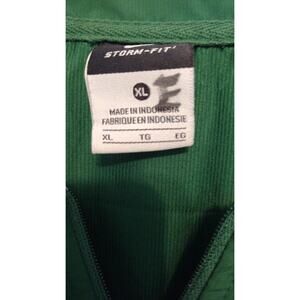 STORM-FIT
XL
MADE IN INDONESIA
FABRIQUE EN INDONESIE
XL TG EG